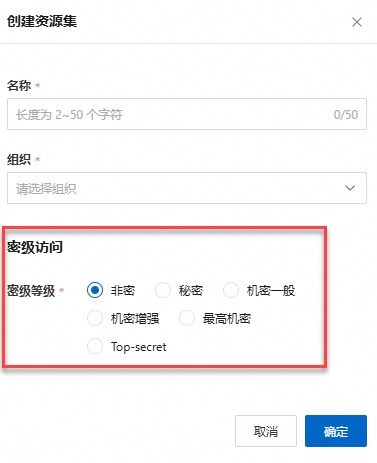 创建资源集
名称 *
长度为 2~50 个字符 0/50
组织 *
请选择组织
密级访问
密级等级 * 非密 秘密 机密一般
机密增强 最高机密
Top-secret
取消 确定